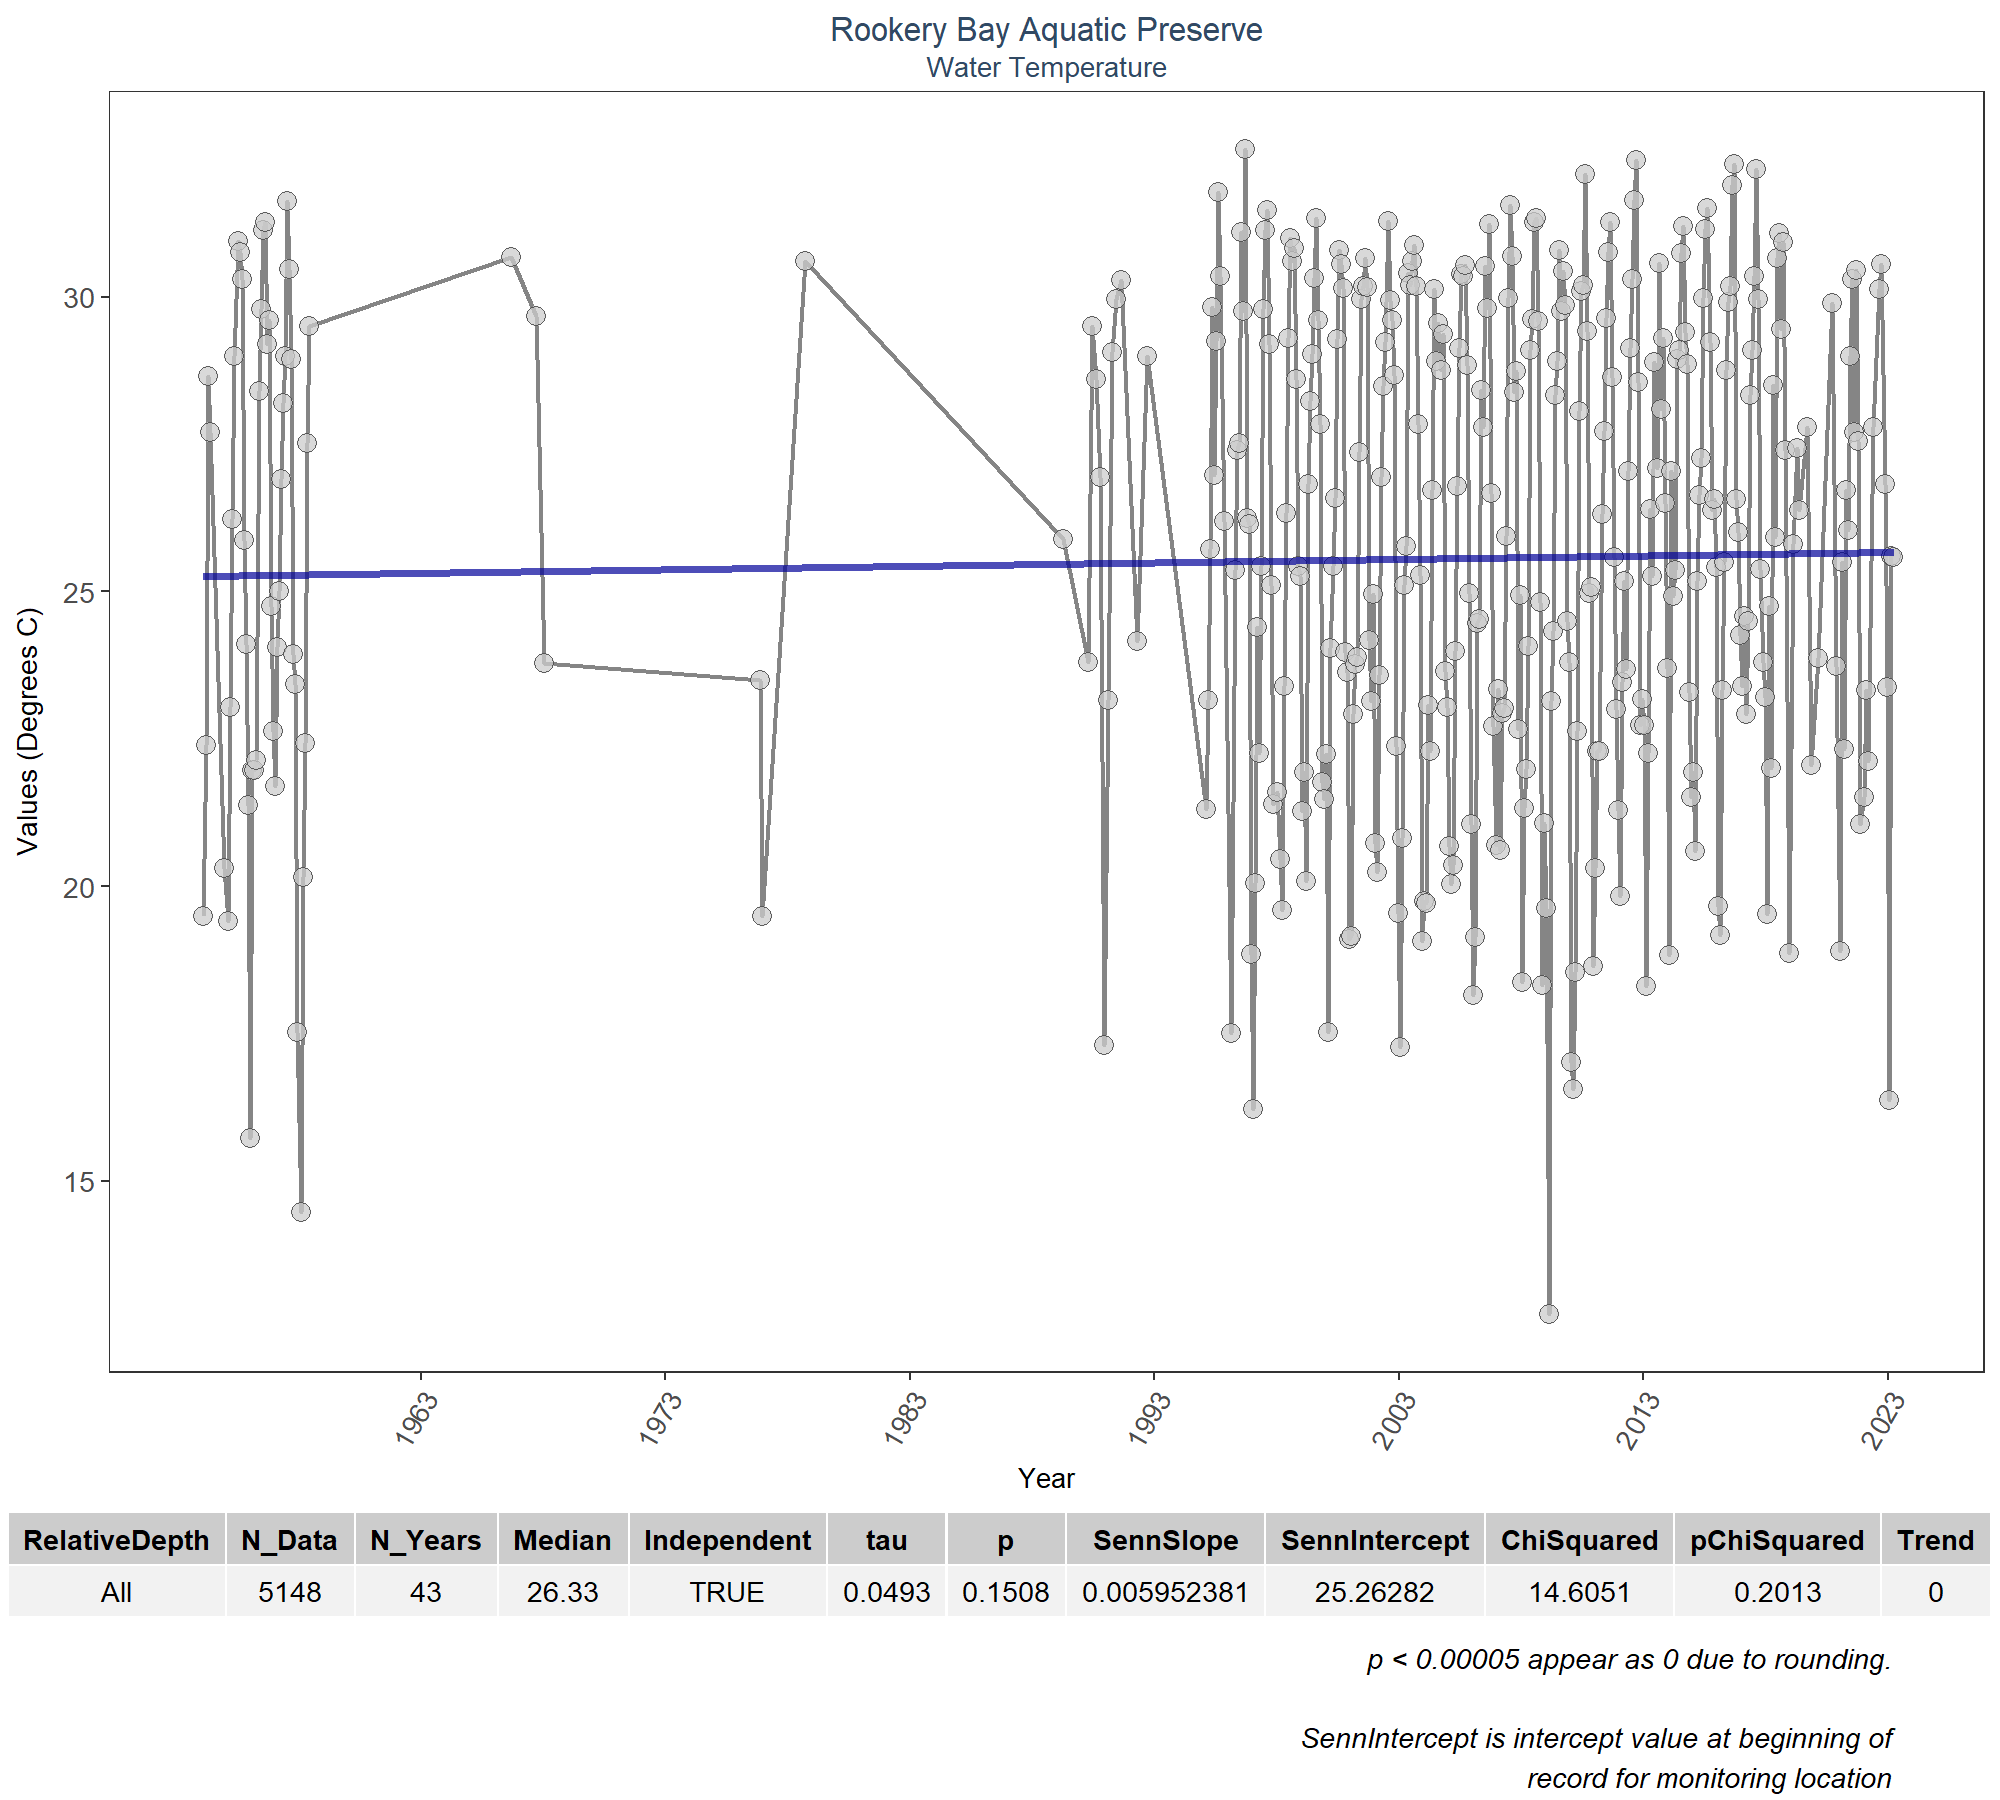 Rookery Bay Aquatic Preserve
Water Temperature
Values (Degrees C)
30
25
20
15
1963
1973
1983
1993
2003
2013
2023
Year
RelativeDepth N_Data N_Years Median Independent tau p SennSlope SennIntercept ChiSquared pChiSquared Trend
All 5148 43 26.33 TRUE 0.0493 0.1508 0.005952381 25.26282 14.6051 0.2013 0
p < 0.00005 appear as 0 due to rounding.
SennIntercept is intercept value at beginning of
record for monitoring location